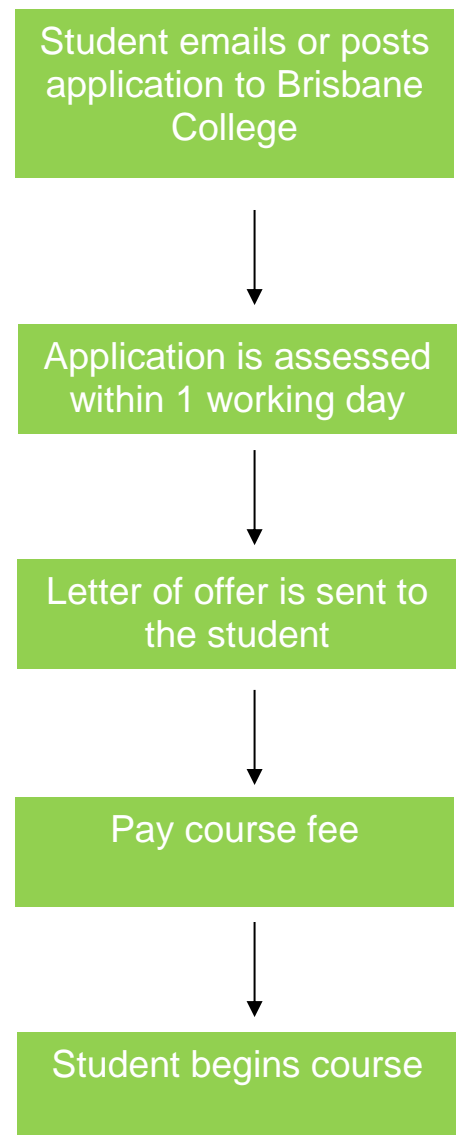 Student emails or posts
application to Brisbane
College
Application is assessed
within 1 working day
Letter of offer is sent to
the student
Pay course fee
Student begins course